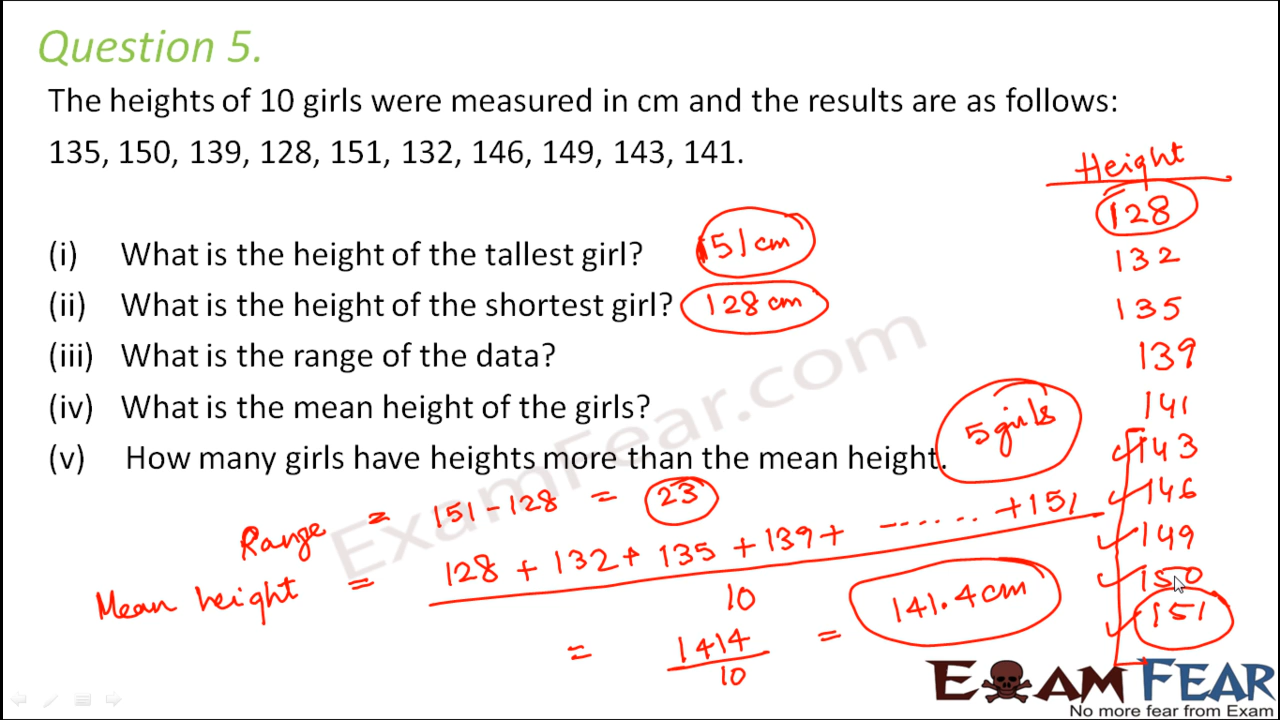 Question 5.
The heights of 10 girls were measured in cm and the results are as follows:
135, 150, 139, 128, 151, 132, 146, 149, 143, 141.
Height
128
132
135
139
141
143
146
149
150
151
(i) What is the height of the tallest girl? 151 cm
(ii) What is the height of the shortest girl? 128 cm
(iii) What is the range of the data?
(iv) What is the mean height of the girls?
(v) How many girls have heights more than the mean height. 5 girls
Range = 151 - 128 = 23
Mean height = 128 + 132 + 135 + 139 + ....... + 151
10
= 1414 = 141.4 cm
10
ExamFear.com
EXAM FEAR
No more fear from Exam